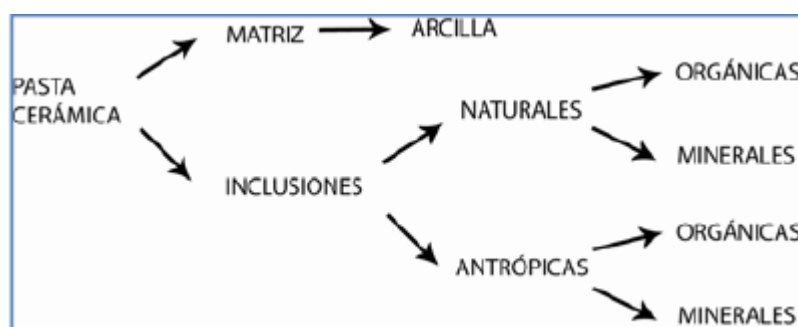 MATRIZ
ARCILLA
PASTA
CERÁMICA
INCLUSIONES
NATURALES
ORGÁNICAS
MINERALES
ANTRÓPICAS
ORGÁNICAS
MINERALES